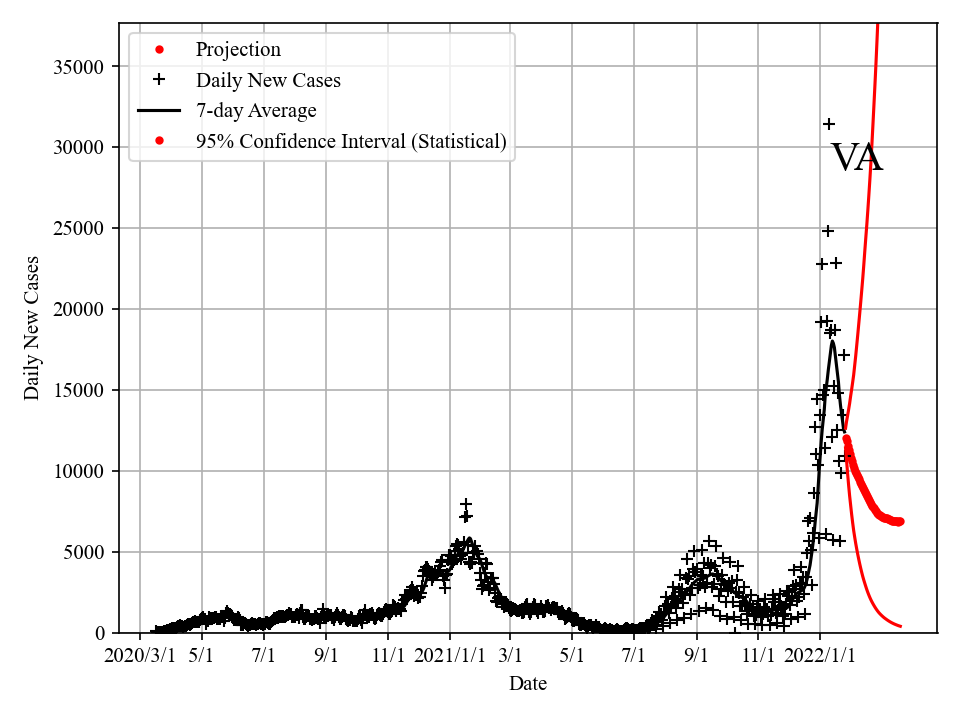 Projection
Daily New Cases
7-day Average
95% Confidence Interval (Statistical)
VA
Daily New Cases
35000
30000
25000
20000
15000
10000
5000
0
2020/3/1 5/1 7/1 9/1 11/1 2021/1/1 3/1 5/1 7/1 9/1 11/1 2022/1/1
Date